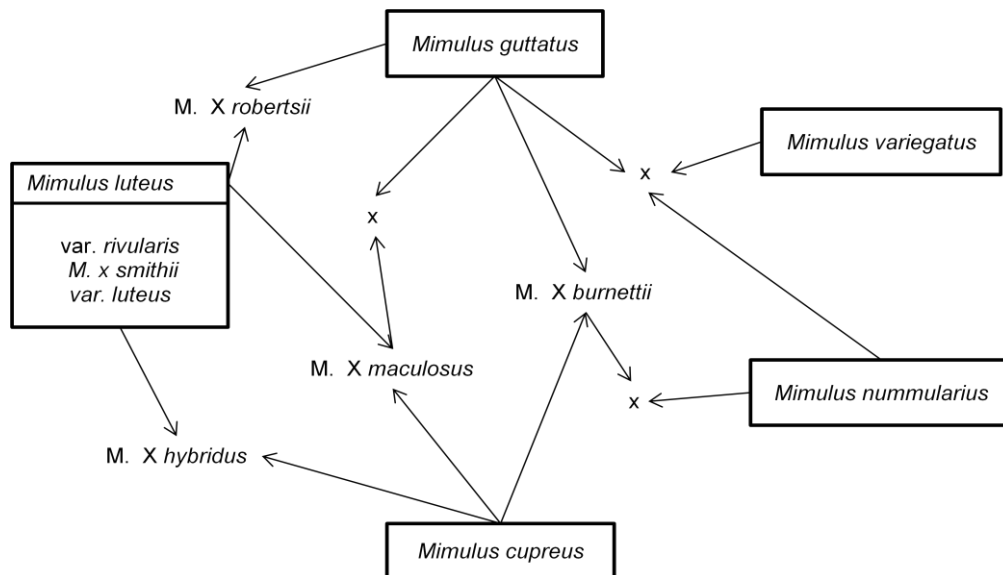 Mimulus guttatus
M. X robertsii
Mimulus variegatus
x
Mimulus luteus
x
var. rivularis
M. x smithii
var. luteus
M. X burnettii
M. X maculosus
Mimulus nummularius
x
M. X hybridus
Mimulus cupreus